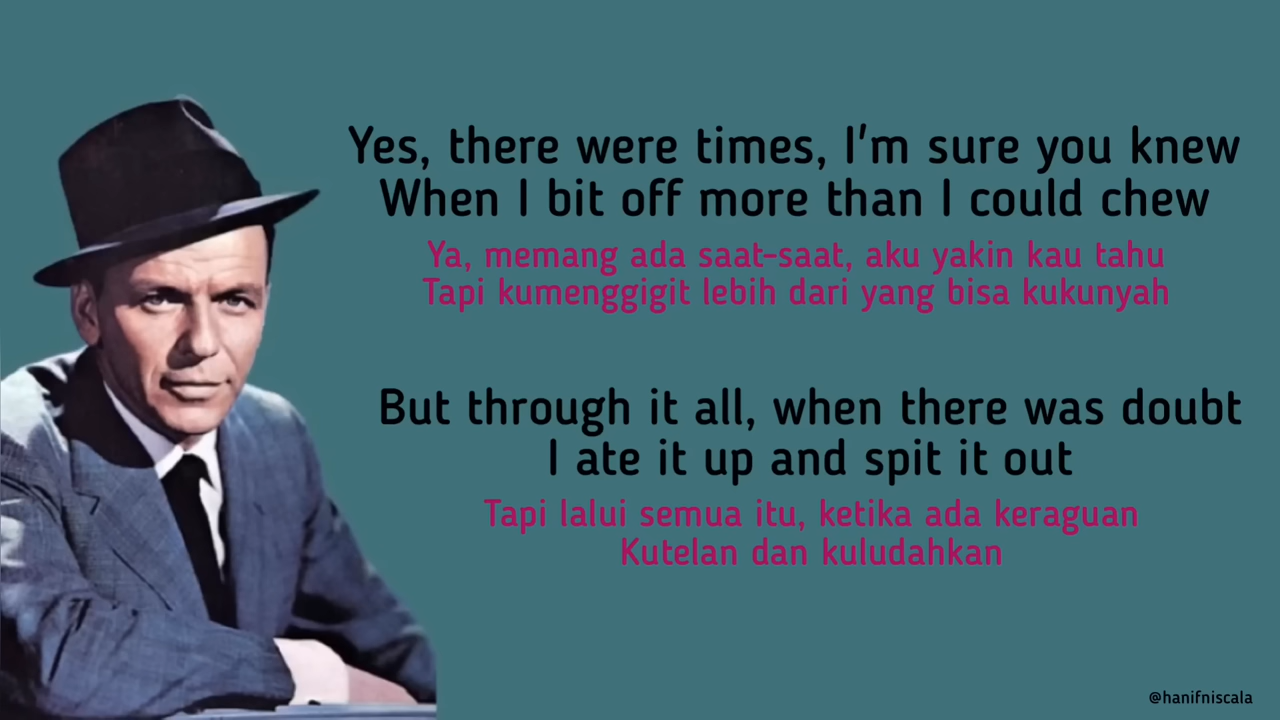 Yes, there were times, I'm sure you knew
When I bit off more than I could chew
Ya, memang ada saat-saat, aku yakin kau tahu
Tapi kumenggigit lebih dari yang bisa kukunyah
But through it all, when there was doubt
I ate it up and spit it out
Tapi lalui semua itu, ketika ada keraguan
Kutelan dan kuludahkan
@hanifniscala